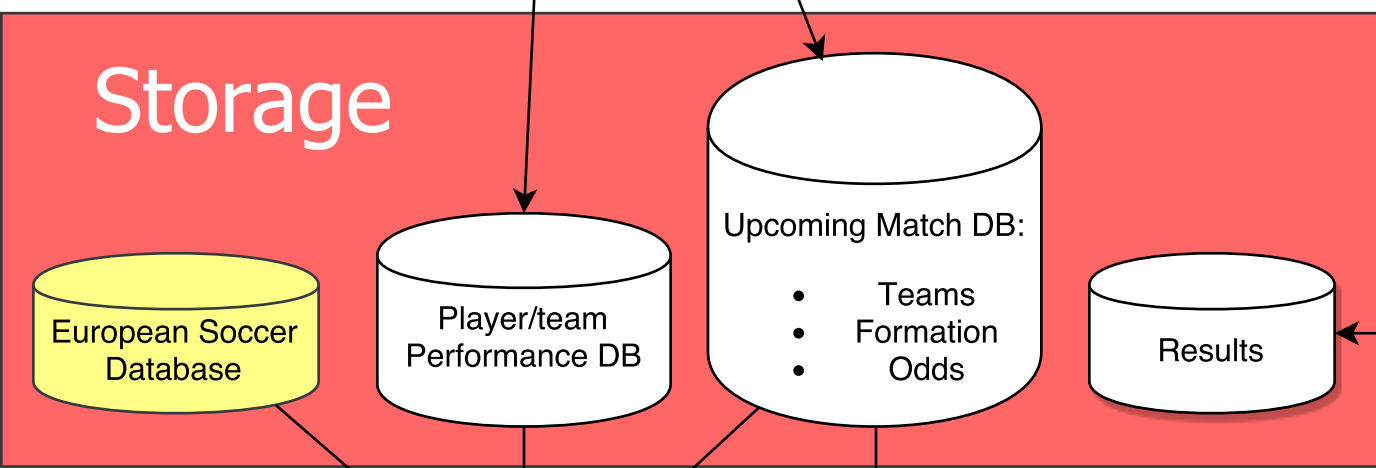 Storage
European Soccer
Database
Player/team
Performance DB
Upcoming Match DB:
• Teams
• Formation
• Odds
Results